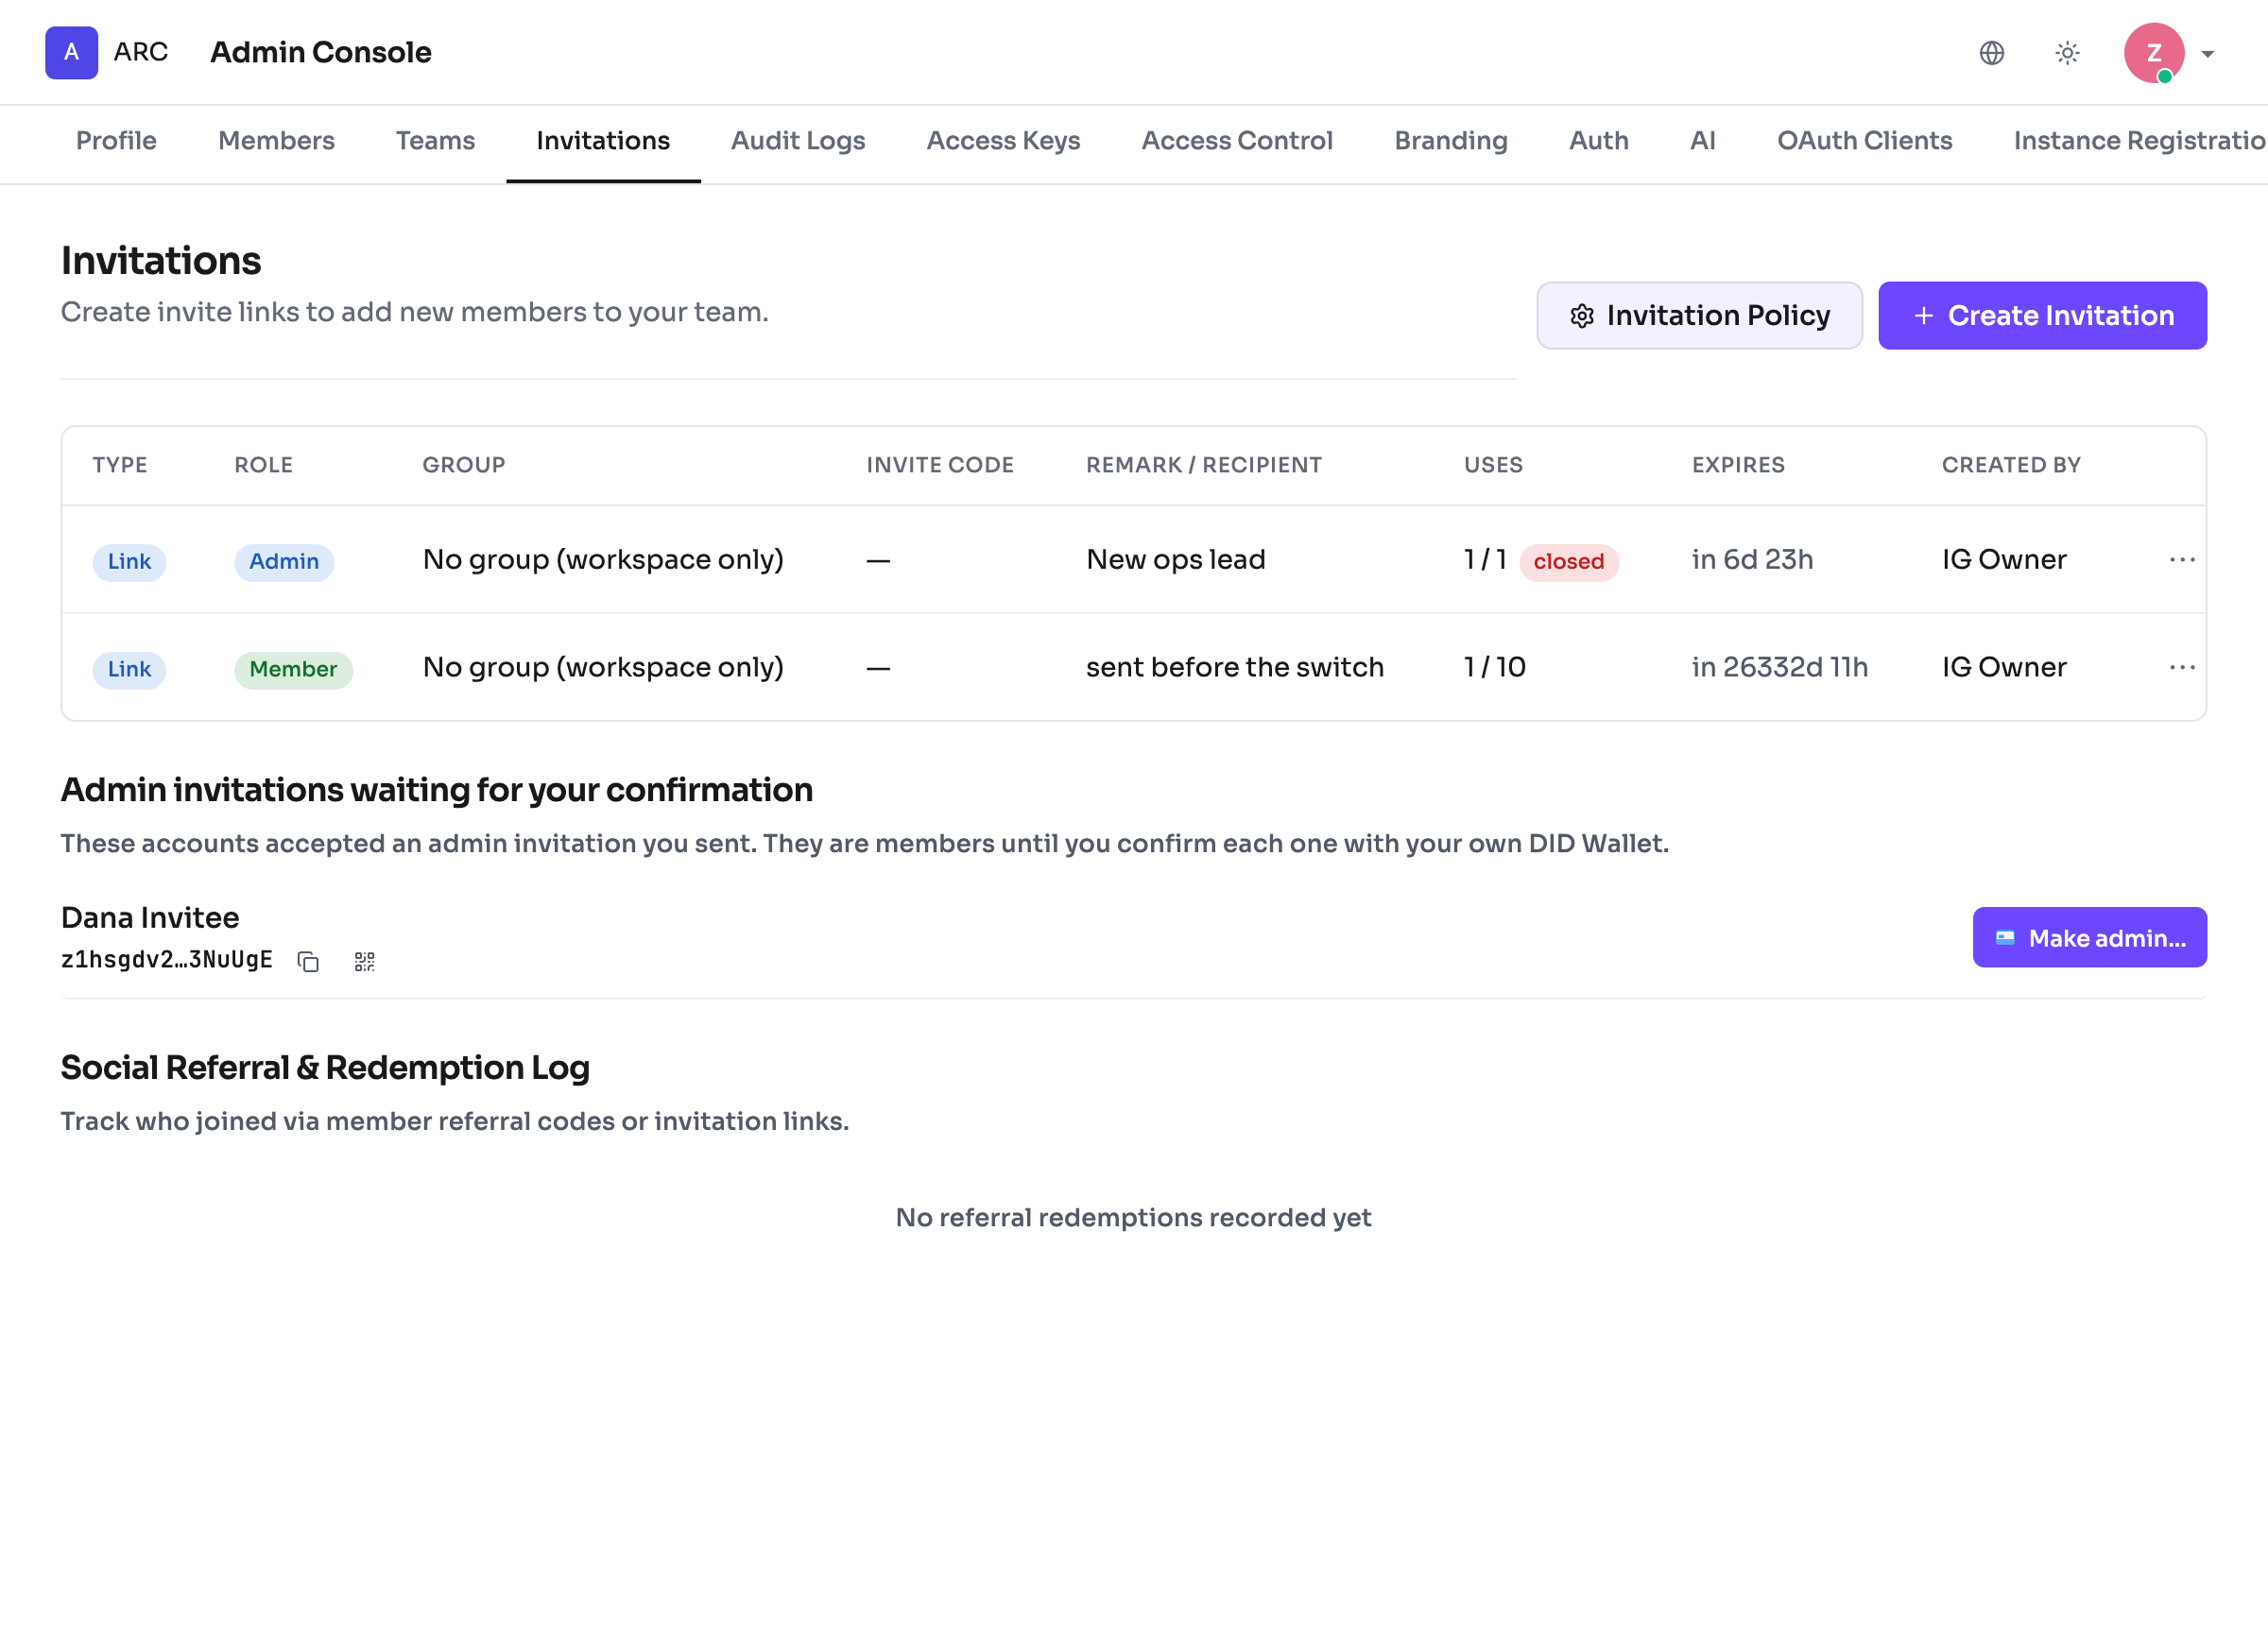 A ARC Admin Console Z
Profile Members Teams Invitations Audit Logs Access Keys Access Control Branding Auth AI OAuth Clients Instance Registratio
Invitations
Create invite links to add new members to your team.
Invitation Policy + Create Invitation
TYPE ROLE GROUP INVITE CODE REMARK / RECIPIENT USES EXPIRES CREATED BY
Link Admin No group (workspace only) — New ops lead 1 / 1 closed in 6d 23h IG Owner ...
Link Member No group (workspace only) — sent before the switch 1 / 10 in 26332d 11h IG Owner ...
Admin invitations waiting for your confirmation
These accounts accepted an admin invitation you sent. They are members until you confirm each one with your own DID Wallet.
Dana Invitee
z1hsgdv2…3NuUgE
Make admin...
Social Referral & Redemption Log
Track who joined via member referral codes or invitation links.
No referral redemptions recorded yet